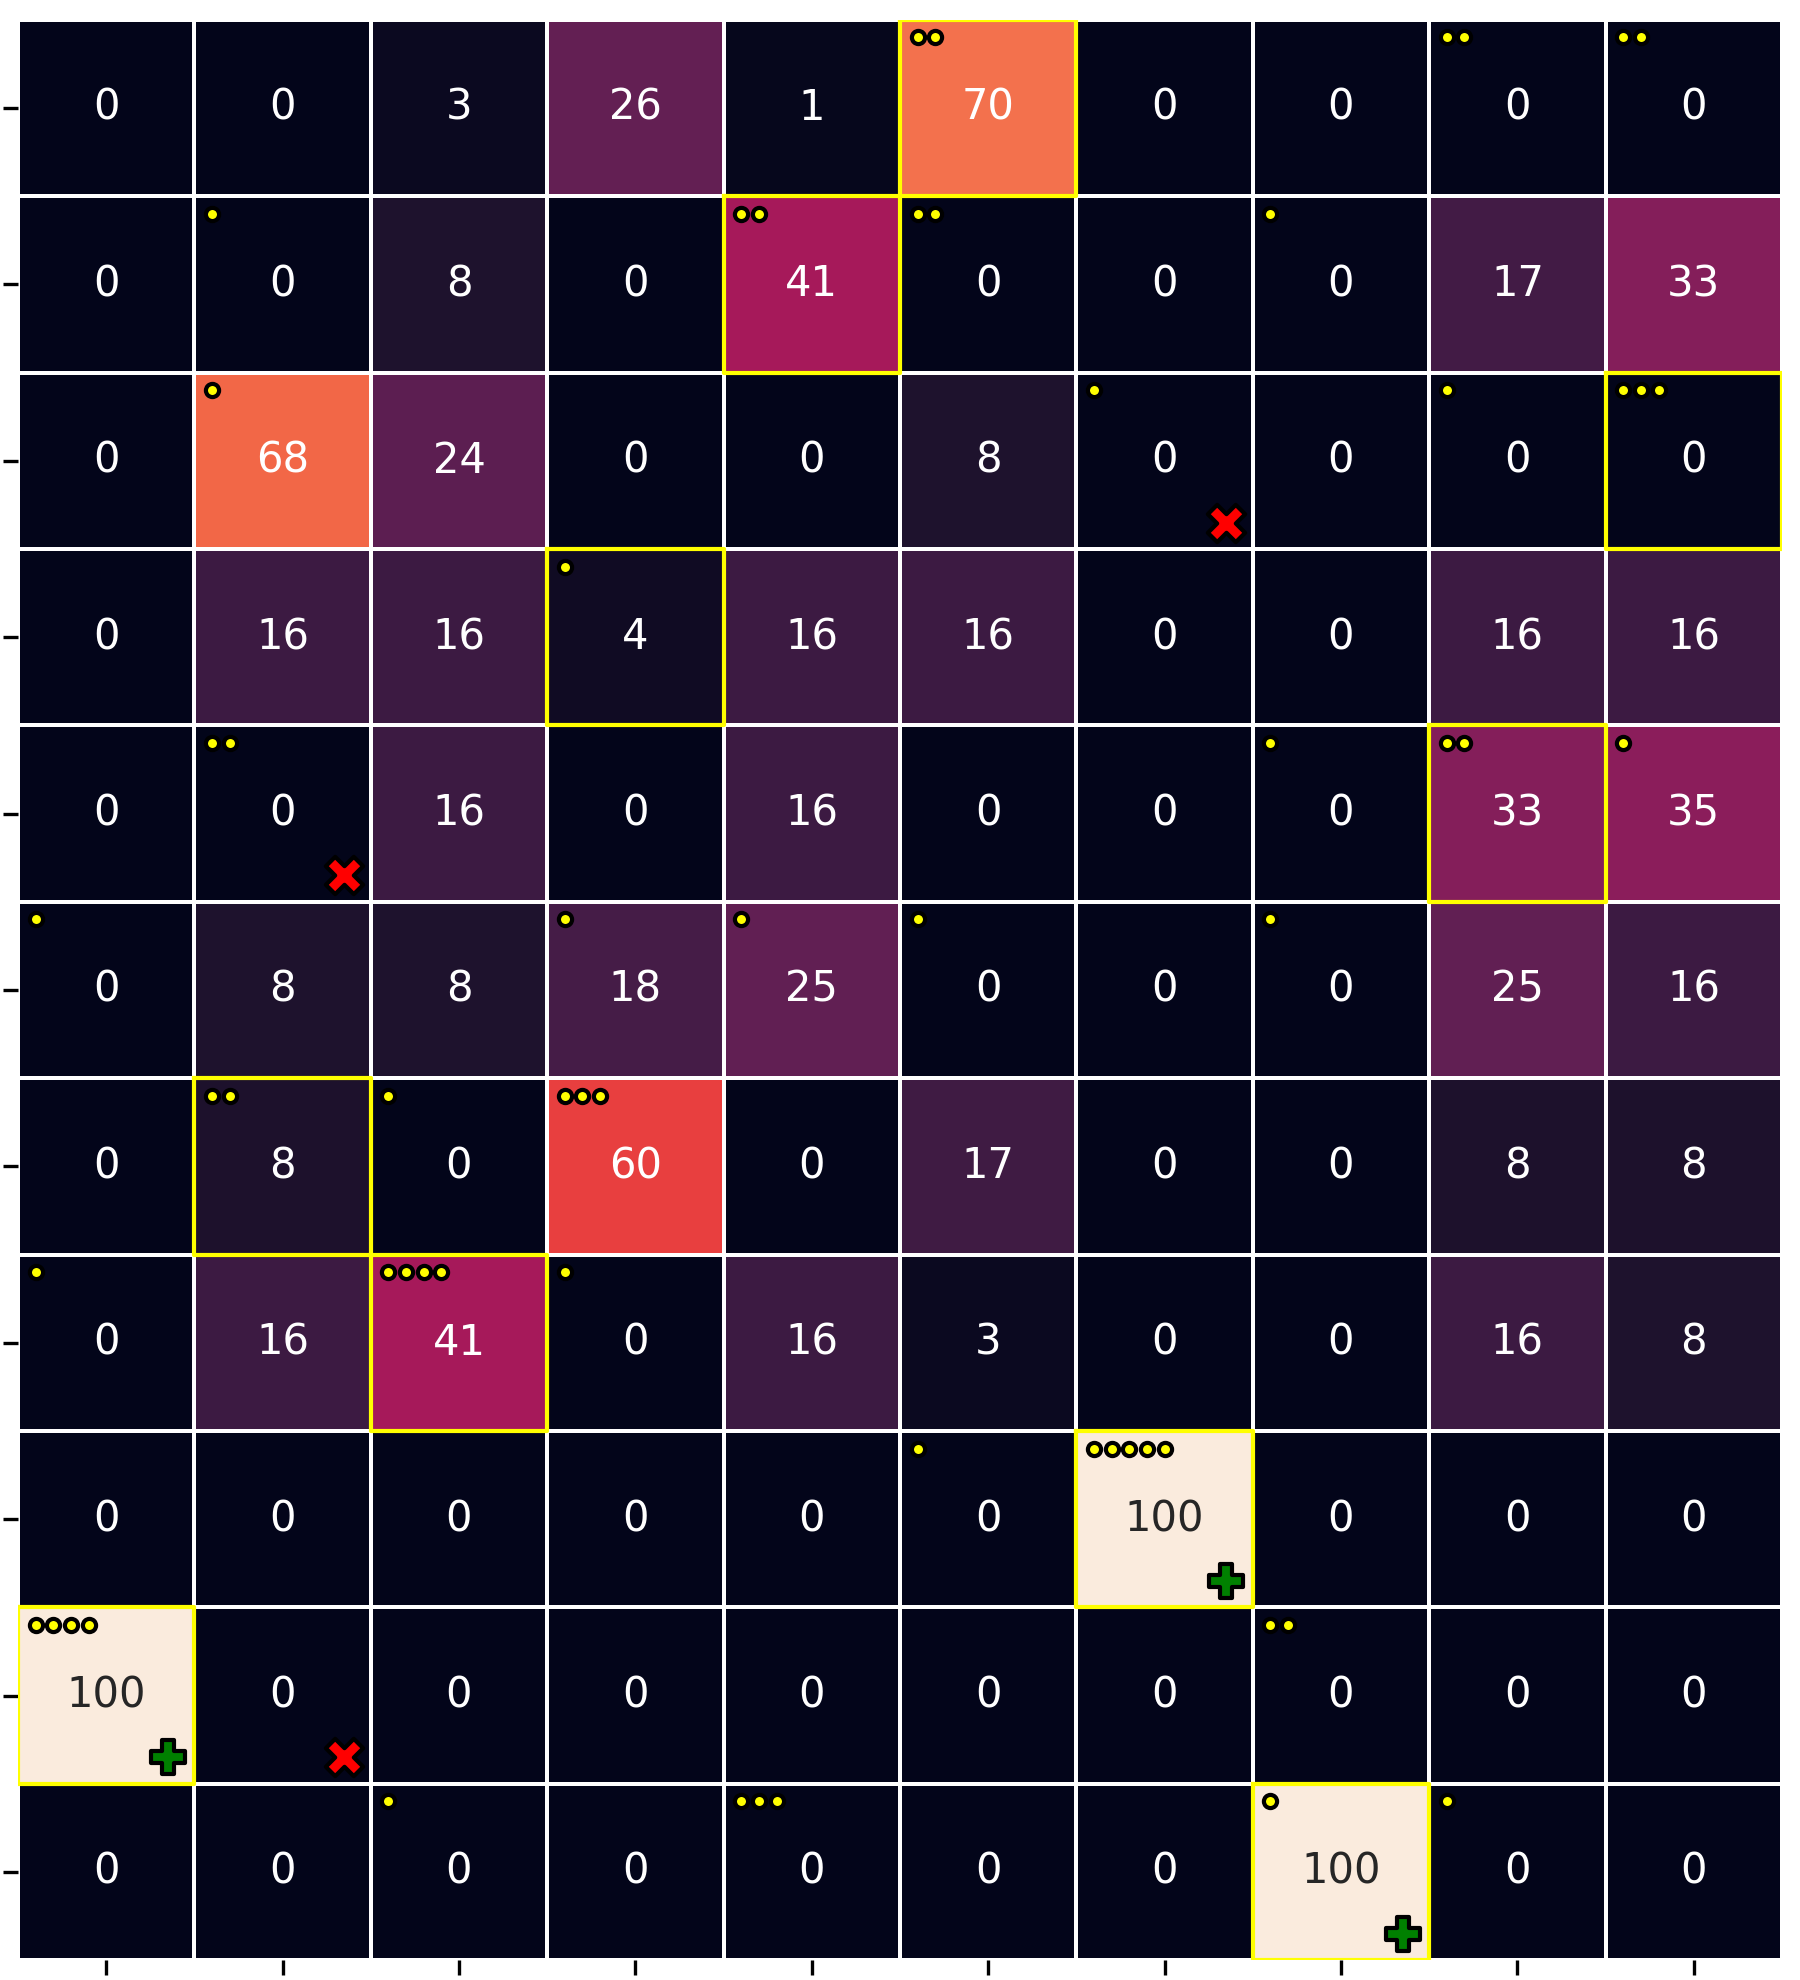 0 0 3 26 1 70 0 0 0 0
0 0 8 0 41 0 0 0 17 33
0 68 24 0 0 8 0 0 0 0
0 16 16 4 16 16 0 0 16 16
0 0 16 0 16 0 0 0 33 35
0 8 8 18 25 0 0 0 25 16
0 8 0 60 0 17 0 0 8 8
0 16 41 0 16 3 0 0 16 8
0 0 0 0 0 0 100 0 0 0
100 0 0 0 0 0 0 0 0 0
0 0 0 0 0 0 0 100 0 0